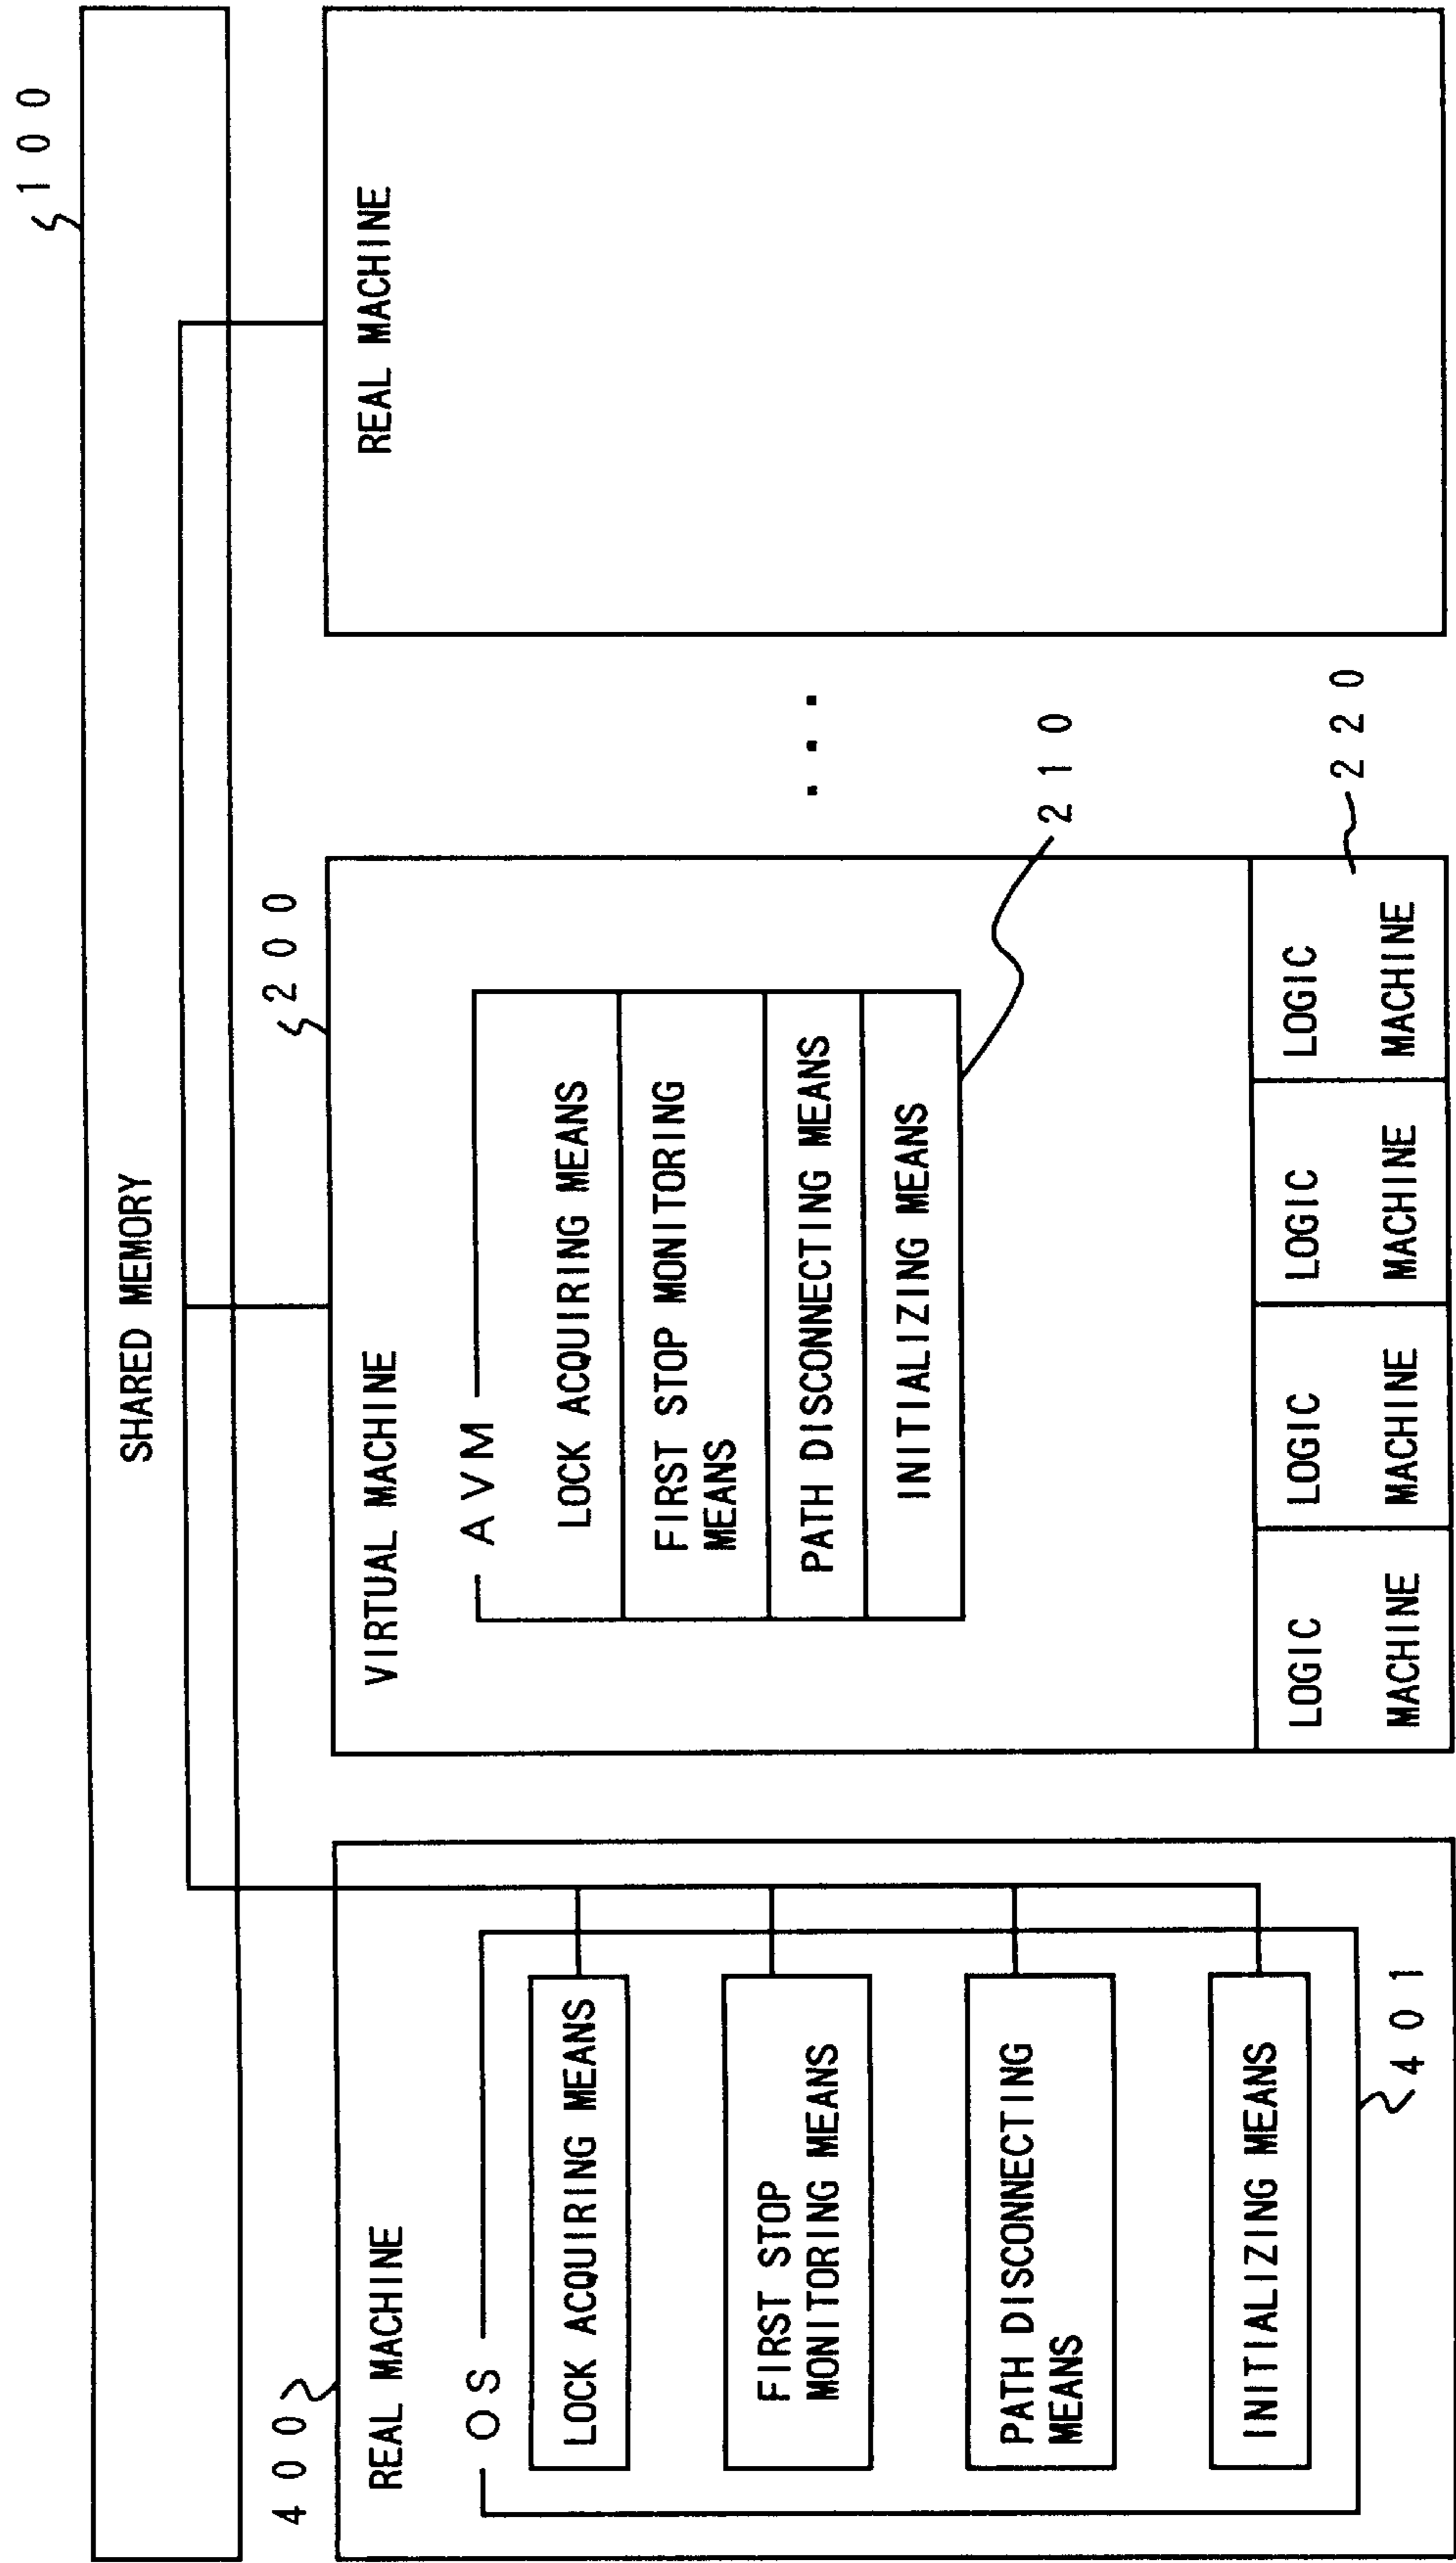 100
SHARED MEMORY
400
REAL MACHINE
OS
LOCK ACQUIRING MEANS
FIRST STOP
MONITORING MEANS
PATH DISCONNECTING
MEANS
INITIALIZING MEANS
401
200
VIRTUAL MACHINE
AVM
LOCK ACQUIRING MEANS
FIRST STOP MONITORING
MEANS
PATH DISCONNECTING MEANS
INITIALIZING MEANS
210
LOGIC
MACHINE
LOGIC
MACHINE
LOGIC
MACHINE
LOGIC
MACHINE
220
...
REAL MACHINE